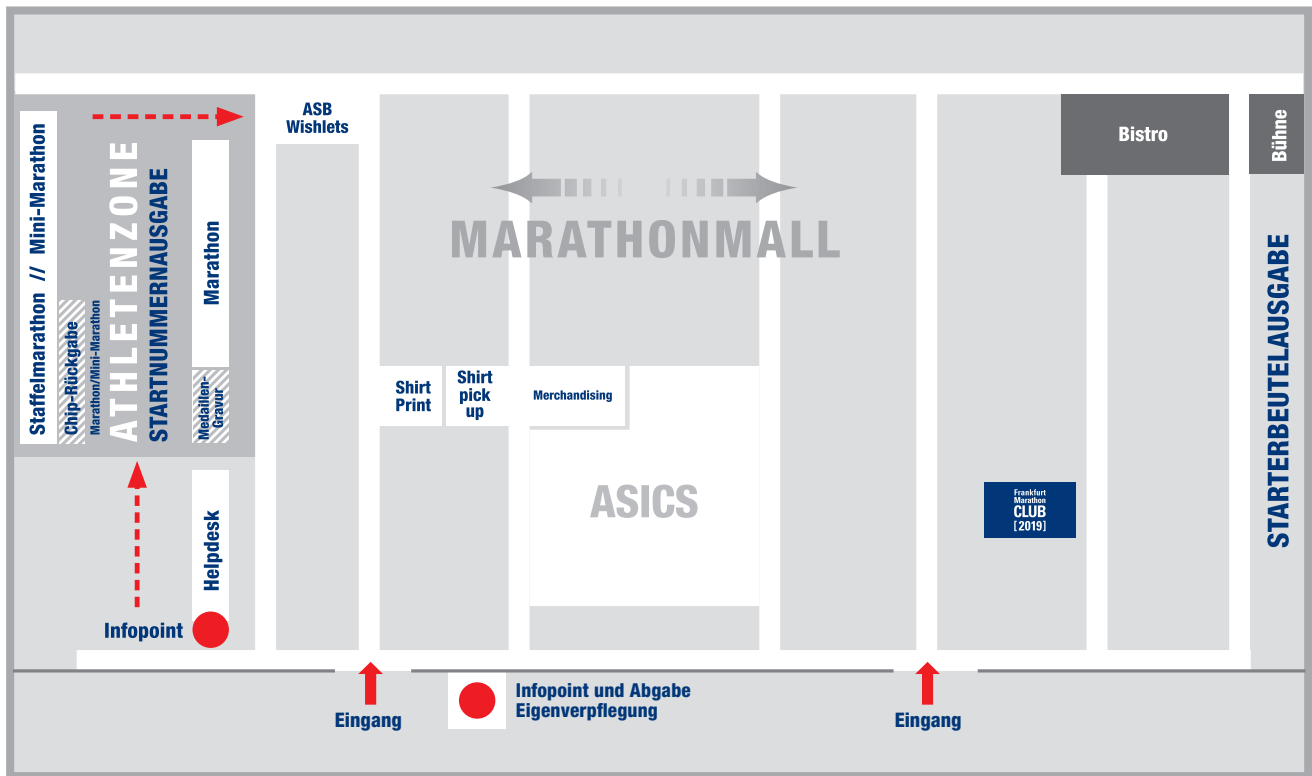 Staffelmarathon // Mini-Marathon
Chip-Rückgabe
Marathon/Mini-Marathon
ATHLETENZONE
STARTNUMMERNAUSGABE
Marathon
Medaillen-
Gravur
Helpdesk
Infopoint
ASB
Wishlets
MARATHONMALL
Shirt
Print
Shirt
pick
up
Merchandising
ASICS
Bistro
Bühne
Frankfurt
Marathon
CLUB
[2019]
STARTERBEUTELAUSGABE
Eingang
Infopoint und Abgabe
Eigenverpflegung
Eingang